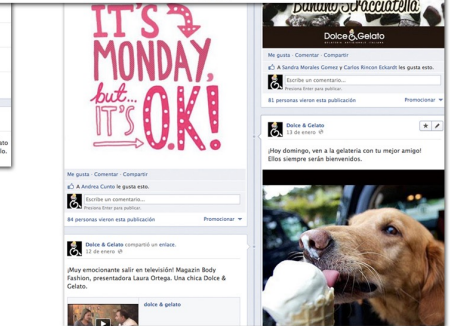 IT'S
MONDAY,
but...
IT'S O.K!
Me gusta · Comentar · Compartir
A Andrea Cunto le gusta esto.
Escribe un comentario...
Presiona Enter para publicar.
84 personas vieron esta publicación Promocionar
Dolce & Gelato compartió un enlace.
12 de enero
¡Muy emocionante salir en televisión! Magazin Body
Fashion, presentadora Laura Ortega. Una chica Dolce &
Gelato.
dolce & gelato
Banano Stracciatella
Dolce&Gelato
Me gusta · Comentar · Compartir
A Sandra Morales Gomez y Carlos Rincon Eckardt les gusta esto.
Escribe un comentario...
Presiona Enter para publicar.
81 personas vieron esta publicación Promocionar
Dolce & Gelato
13 de enero
¡Hoy domingo, ven a la gelatería con tu mejor amigo!
Ellos siempre serán bienvenidos.